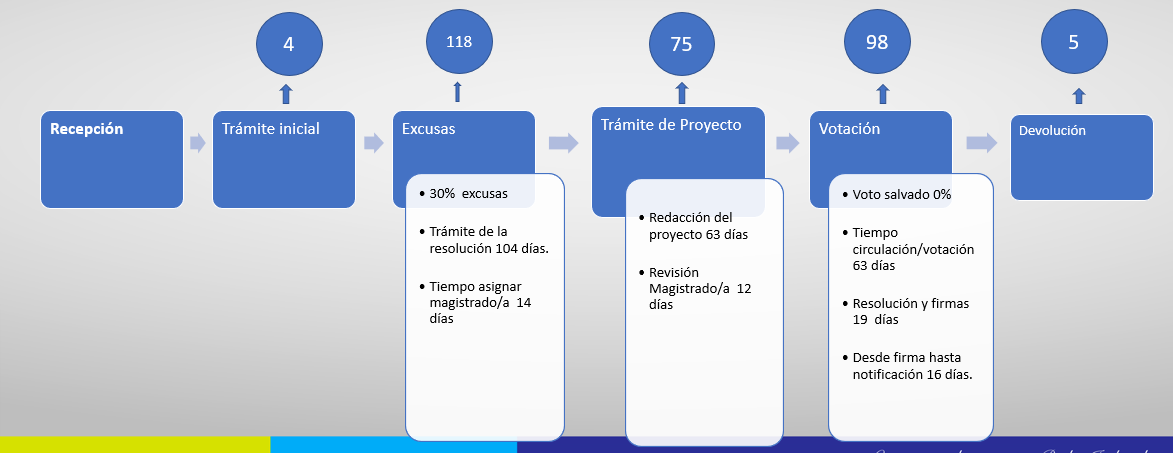 4
118
75
98
5
Recepción
Trámite inicial
Excusas
Trámite de Proyecto
Votación
Devolución
• 30% excusas
• Trámite de la
resolución 104 días.
• Tiempo asignar
magistrado/a 14
días
• Redacción del
proyecto 63 días
• Revisión
Magistrado/a 12
días
• Voto salvado 0%
• Tiempo
circulación/votación
63 días
• Resolución y firmas
19 días
• Desde firma hasta
notificación 16 días.